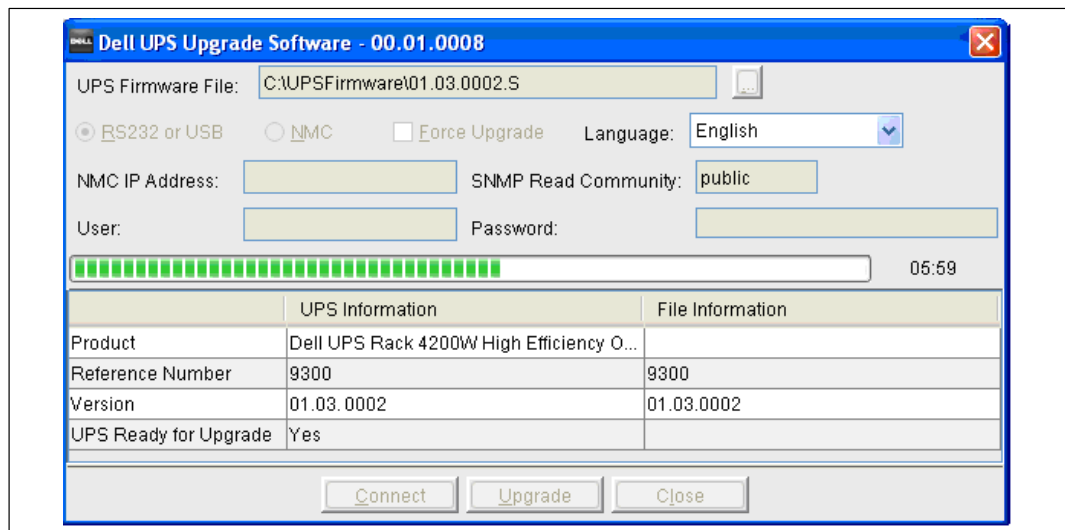 DELL Dell UPS Upgrade Software - 00.01.0008
UPS Firmware File: C:\UPSFirmware\01.03.0002.S ...
RS232 or USB NMC Force Upgrade Language: English
NMC IP Address: SNMP Read Community: public
User: Password:
05:59
UPS Information File Information
Product Dell UPS Rack 4200W High Efficiency O...
Reference Number 9300 9300
Version 01.03. 0002 01.03.0002
UPS Ready for Upgrade Yes
Connect Upgrade Close